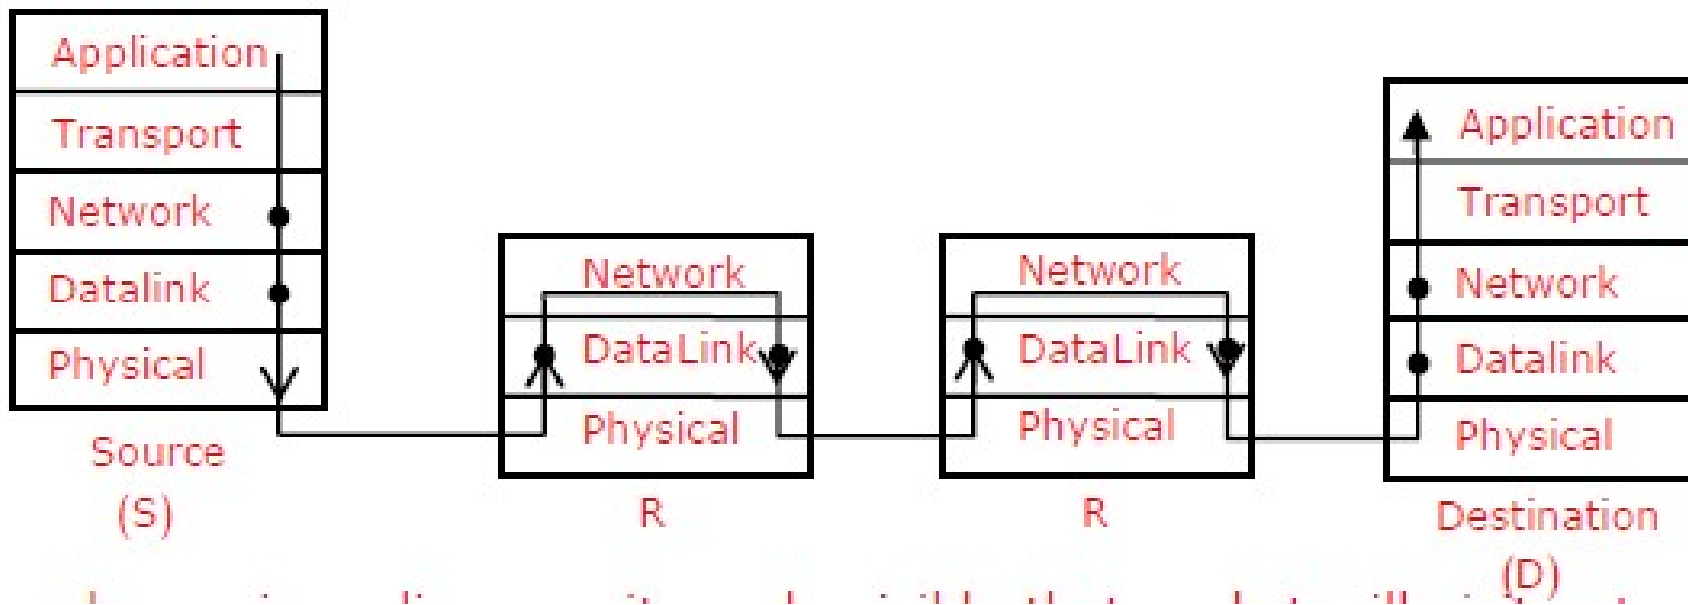 Application
Transport
Network
Datalink
Physical
Source
(S)
Network
DataLink
Physical
R
Network
DataLink
Physical
R
Application
Transport
Network
Datalink
Physical
Destination
(D)